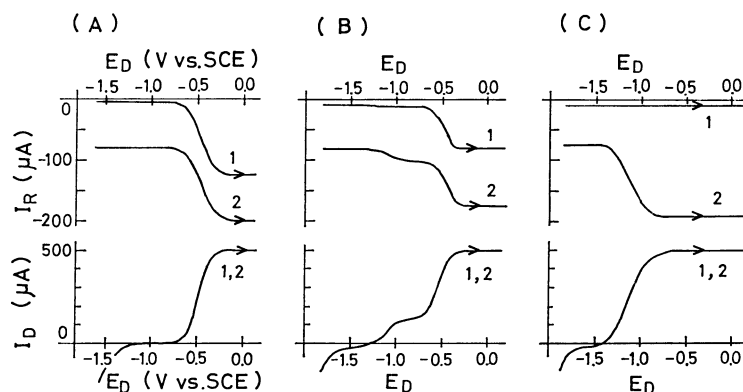 (A) (B) (C)
E_D (V vs.SCE) E_D E_D
-1.5 -1.0 -0.5 0.0 -1.5 -1.0 -0.5 0.0 -1.5 -1.0 -0.5 0.0
0
-100
-200
I_R (μA)
1 1 1
2 2 2
500
0
I_D (μA)
1,2 1,2 1,2
-1.5 -1.0 -0.5 0.0 -1.5 -1.0 -0.5 0.0 -1.5 -1.0 -0.5 0.0
E_D (V vs.SCE) E_D E_D